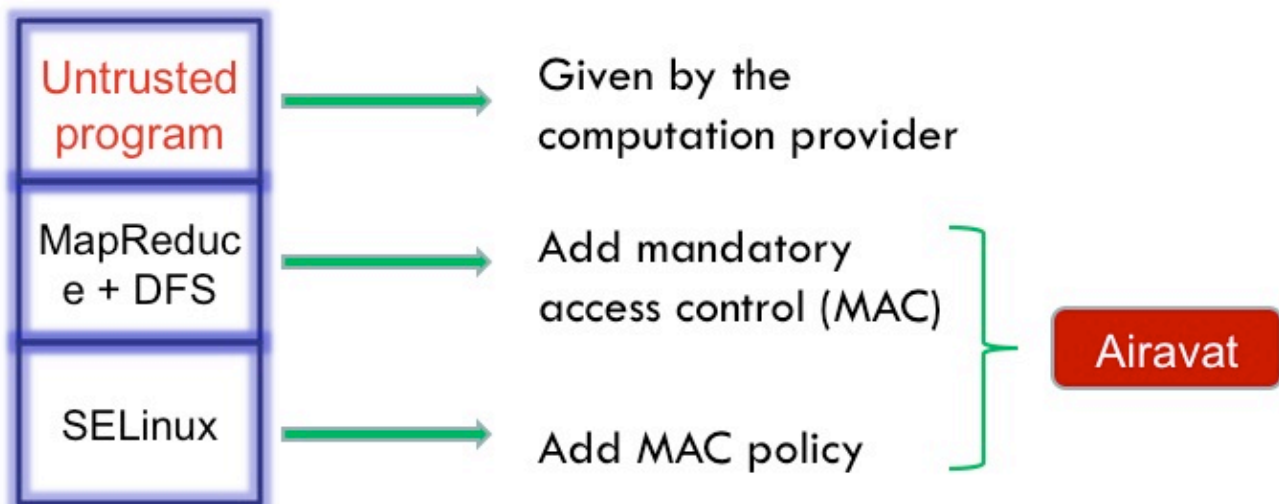 Untrusted
program
Given by the
computation provider
MapReduc
e + DFS
Add mandatory
access control (MAC)
Airavat
SELinux
Add MAC policy